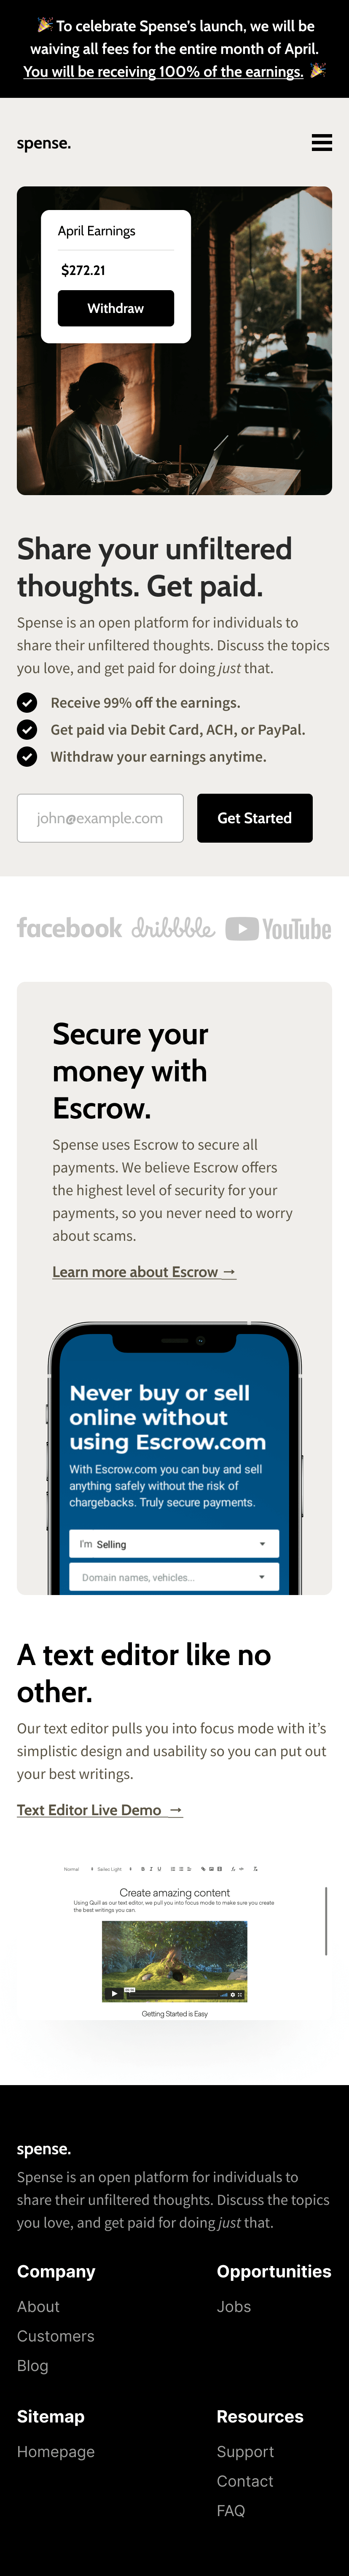 🎉 To celebrate Spense's launch, we will be
waiving all fees for the entire month of April.
You will be receiving 100% of the earnings. 🎉
spense.
April Earnings
$272.21
Withdraw
Share your unfiltered
thoughts. Get paid.
Spense is an open platform for individuals to
share their unfiltered thoughts. Discuss the topics
you love, and get paid for doing just that.
Receive 99% off the earnings.
Get paid via Debit Card, ACH, or PayPal.
Withdraw your earnings anytime.
john@example.com
Get Started
facebook dribbble YouTube
Secure your
money with
Escrow.
Spense uses Escrow to secure all
payments. We believe Escrow offers
the highest level of security for your
payments, so you never need to worry
about scams.
Learn more about Escrow →
Never buy or sell
online without
using Escrow.com
With Escrow.com you can buy and sell
anything safely without the risk of
chargebacks. Truly secure payments.
I'm Selling
Domain names, vehicles...
A text editor like no
other.
Our text editor pulls you into focus mode with it's
simplistic design and usability so you can put out
your best writings.
Text Editor Live Demo →
Normal Sailec Light B I U
Create amazing content
Using Quill as our text editor, we pull you into focus mode to make sure you create
the best writings you can.
Getting Started is Easy
spense.
Spense is an open platform for individuals to
share their unfiltered thoughts. Discuss the topics
you love, and get paid for doing just that.
Company
About
Customers
Blog
Opportunities
Jobs
Sitemap
Homepage
Resources
Support
Contact
FAQ